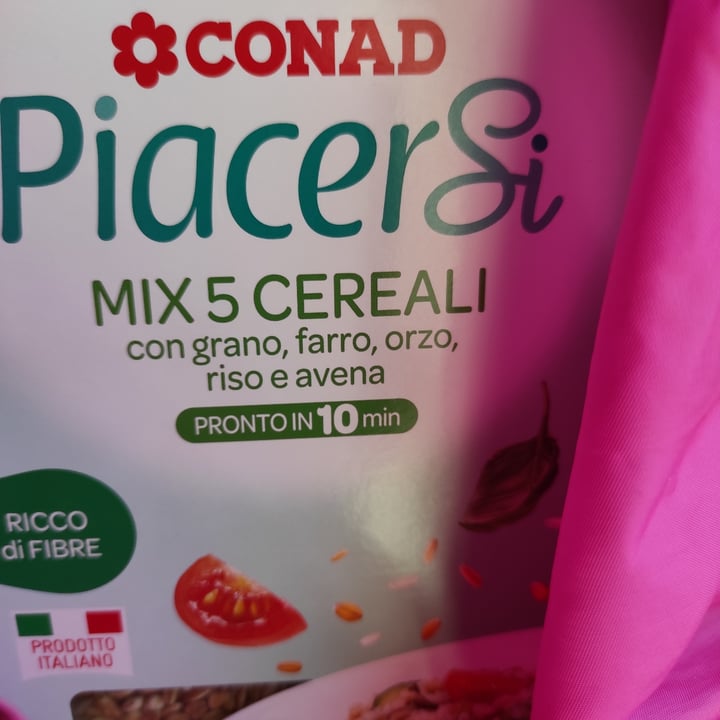 CONAD
PiacerSi
MIX 5 CEREALI
con grano, farro, orzo,
riso e avena
PRONTO IN 10 min
RICCO
di FIBRE
PRODOTTO
ITALIANO